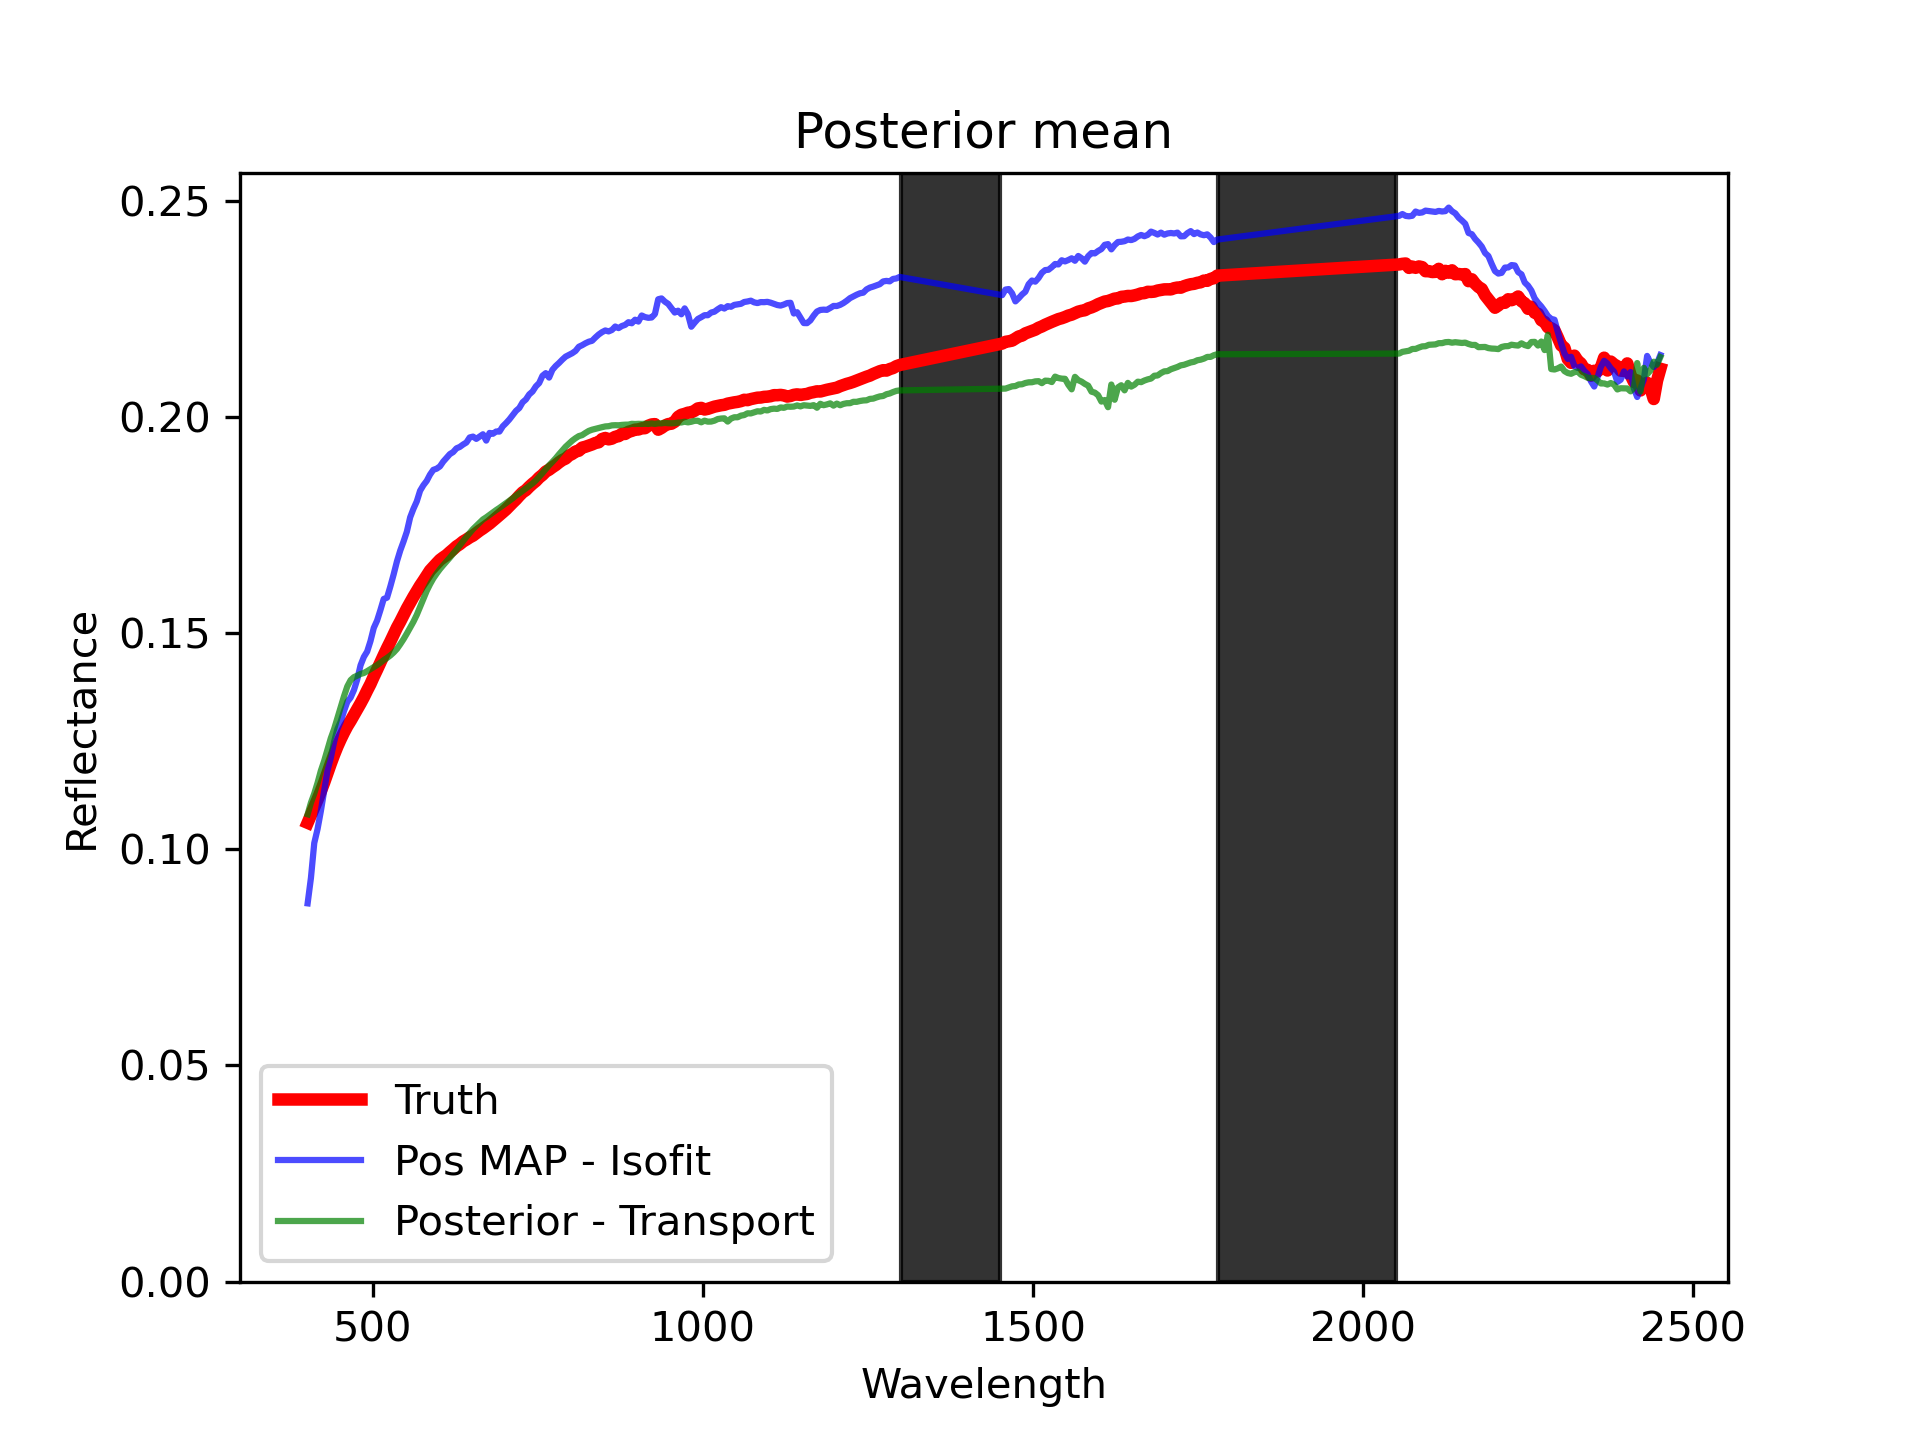 Posterior mean
0.25
0.20
0.15
0.10
0.05
0.00
Reflectance
Truth
Pos MAP - Isofit
Posterior - Transport
500 1000 1500 2000 2500
Wavelength